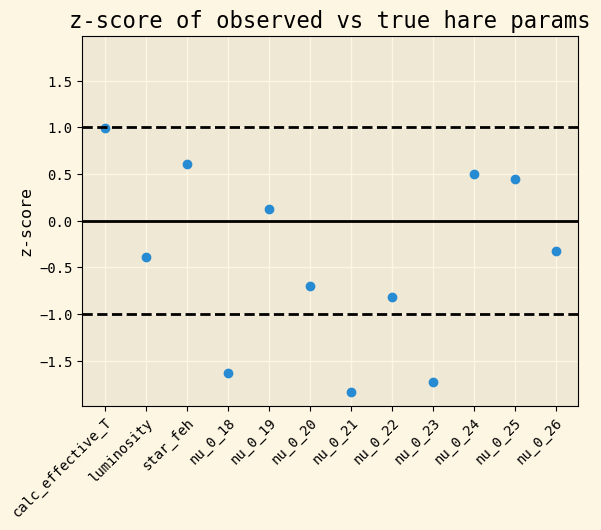 z-score of observed vs true hare params
z-score
1.5
1.0
0.5
0.0
−0.5
−1.0
−1.5
calc_effective_T
luminosity
star_feh
nu_0_18
nu_0_19
nu_0_20
nu_0_21
nu_0_22
nu_0_23
nu_0_24
nu_0_25
nu_0_26